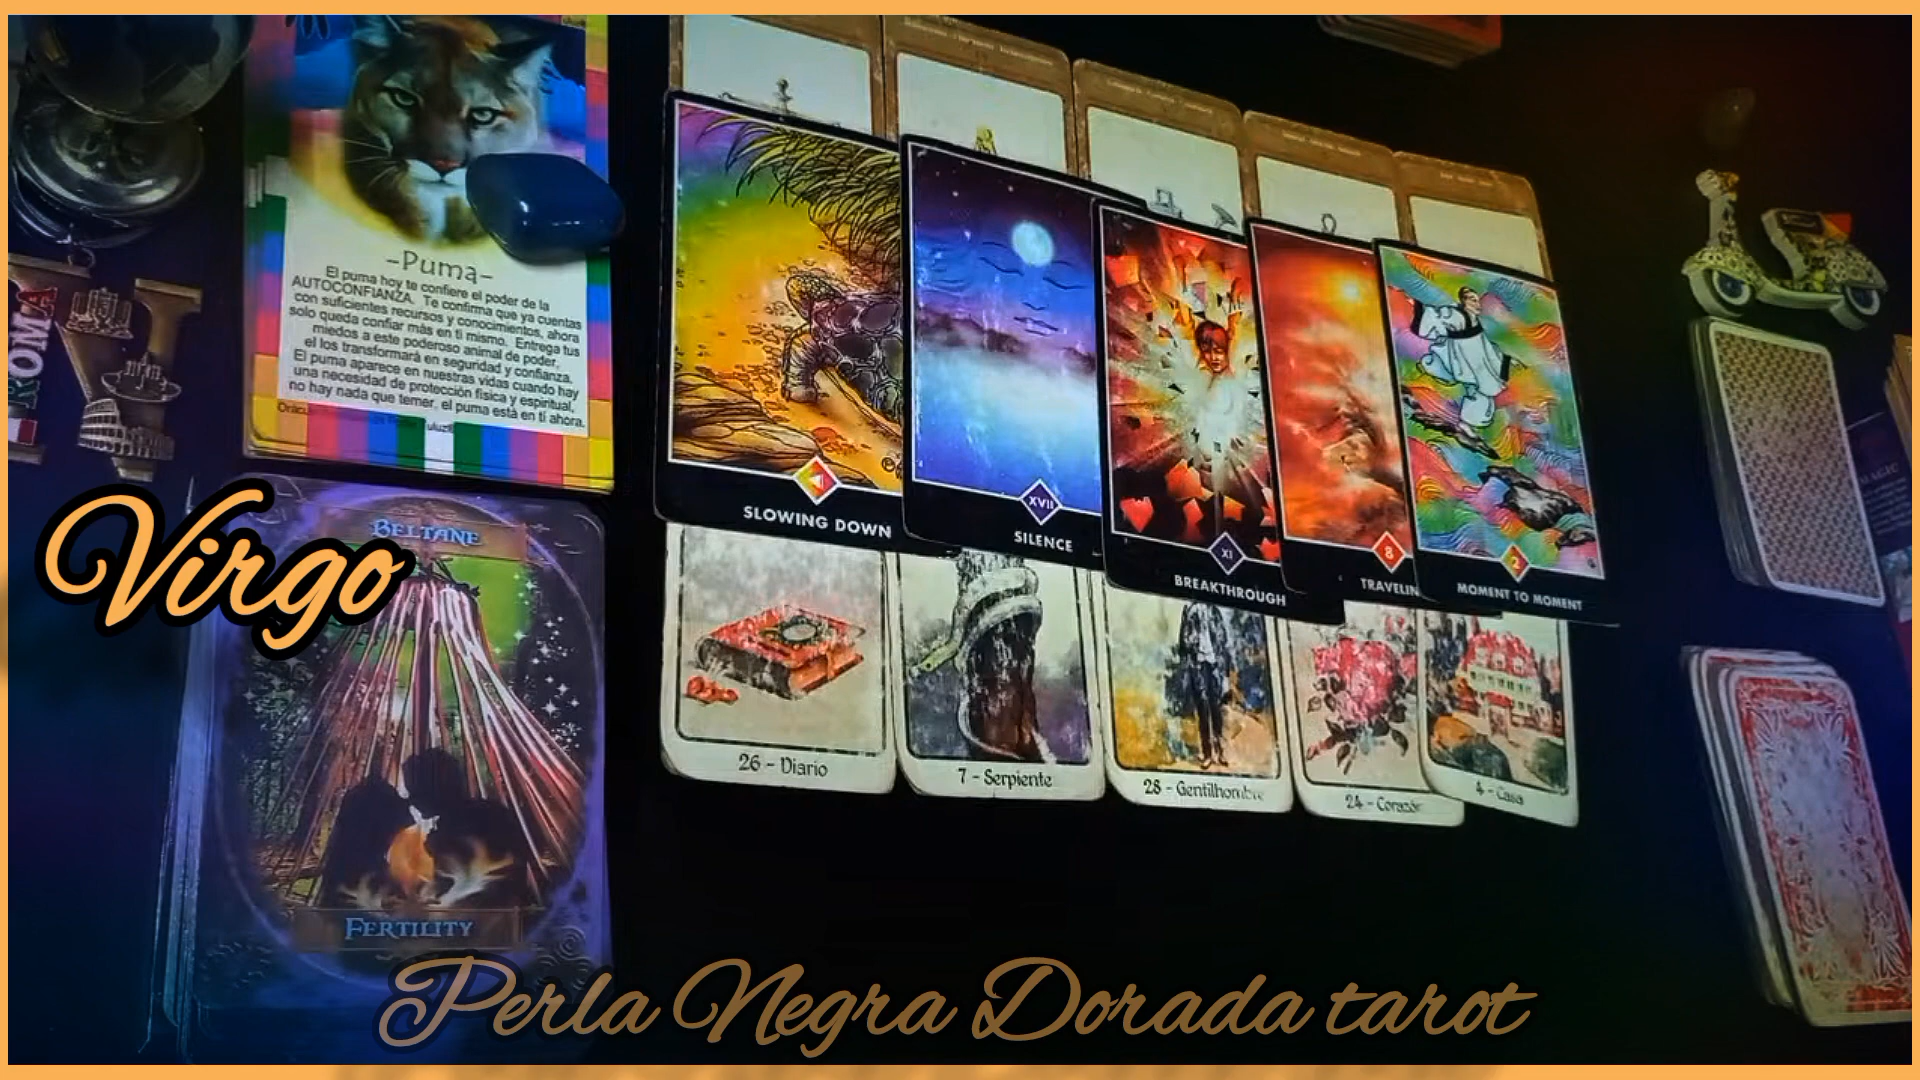 -Puma-
El puma hoy te confiere el poder de la
AUTOCONFIANZA. Te confirma que ya cuentas
con suficientes recursos y conocimientos, ahora
solo queda confiar más en ti mismo. Entrega tus
miedos a este poderoso animal de poder,
el los transformará en seguridad y confianza.
El puma aparece en nuestras vidas cuando hay
una necesidad de protección física y espiritual,
no hay nada que temer, el puma está en tí ahora.
ROMA
SLOWING DOWN
XVII
SILENCE
XI
BREAKTHROUGH
8
TRAVELIN
2
MOMENT TO MOMENT
Virgo
BELTANE
FERTILITY
26 - Diario
7 - Serpiente
28 - Gentilhombre
24 - Corazón
4 - Casa
MAGIC
Perla Negra Dorada tarot